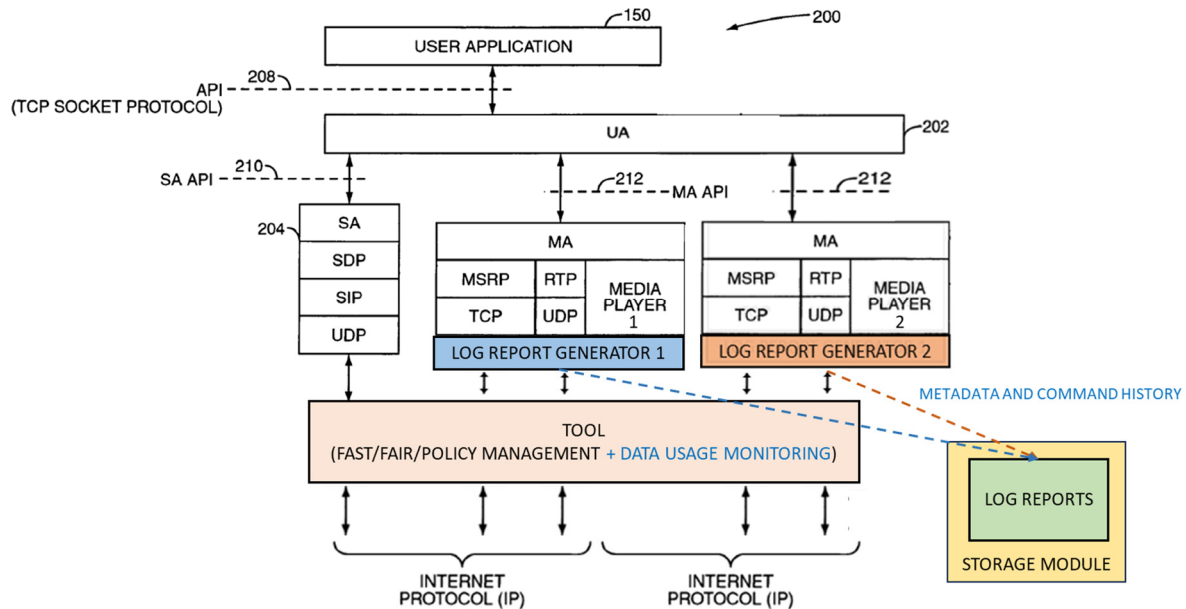 150
200
USER APPLICATION
208
API
(TCP SOCKET PROTOCOL)
UA
202
SA API
210
212
MA API
212
204
SA
SDP
SIP
UDP
MA
MSRP
RTP
TCP
UDP
MEDIA
PLAYER
1
LOG REPORT GENERATOR 1
MA
MSRP
RTP
TCP
UDP
MEDIA
PLAYER
2
LOG REPORT GENERATOR 2
METADATA AND COMMAND HISTORY
TOOL
(FAST/FAIR/POLICY MANAGEMENT + DATA USAGE MONITORING)
LOG REPORTS
STORAGE MODULE
INTERNET
PROTOCOL (IP)
INTERNET
PROTOCOL (IP)